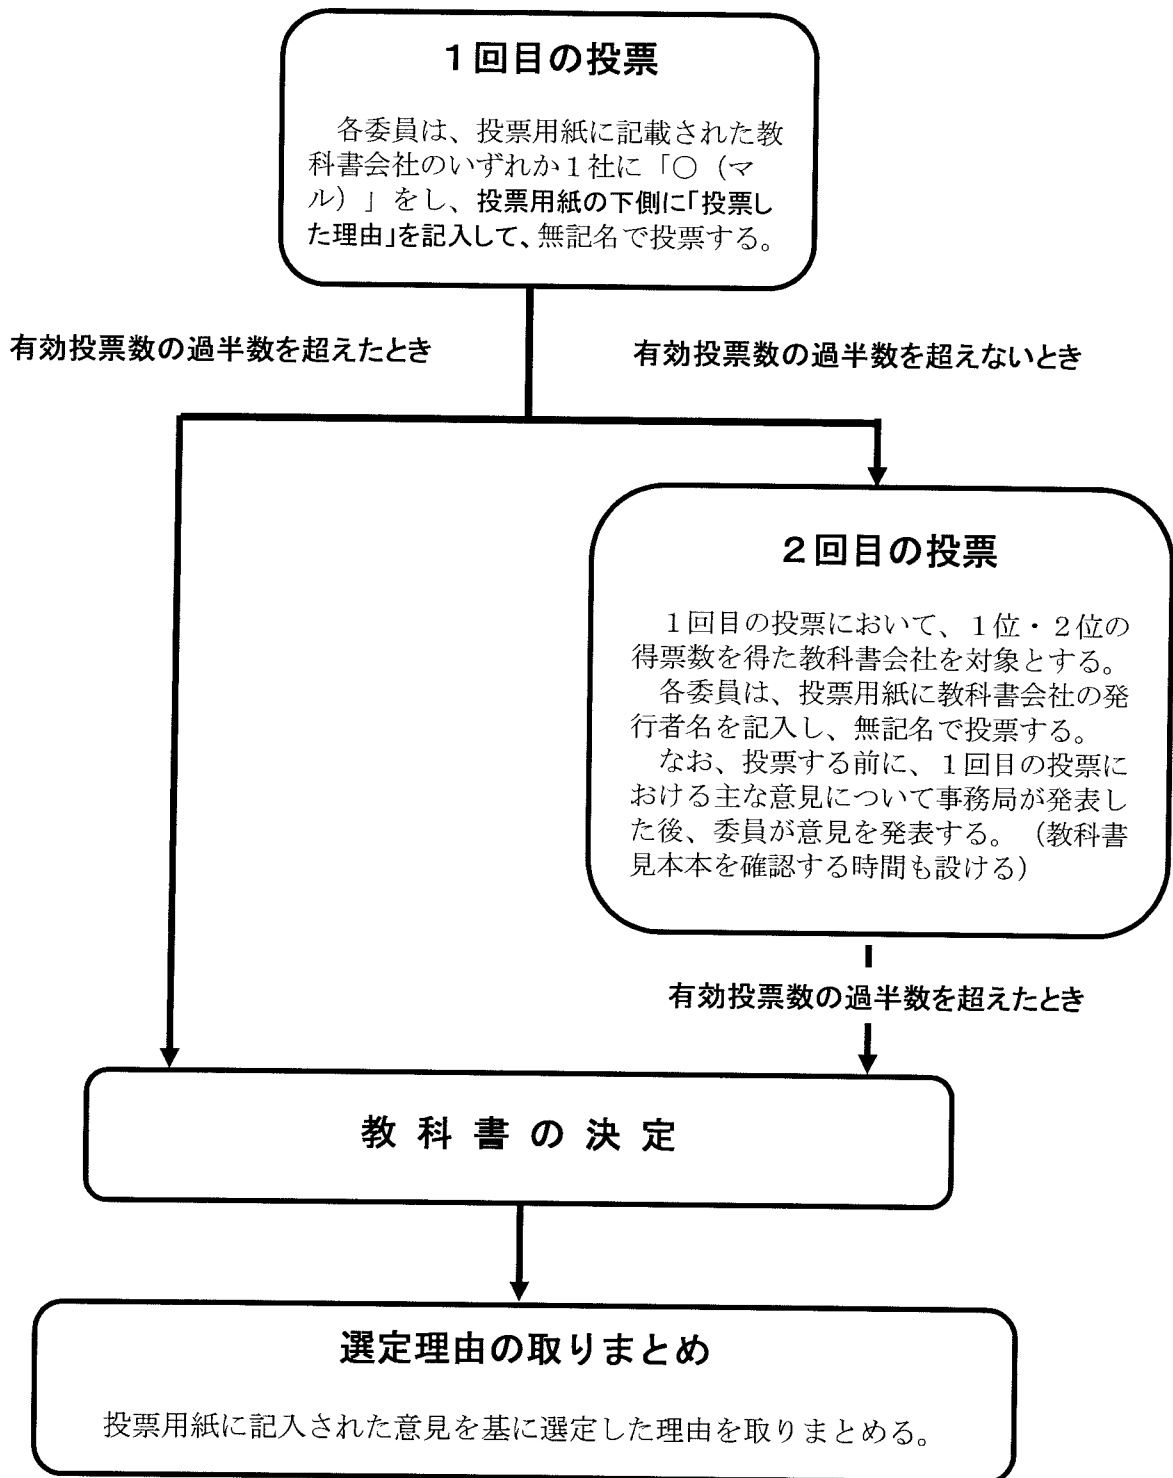 1回目の投票
各委員は、投票用紙に記載された教
科書会社のいずれか1社に「○(マ
ル)」をし、投票用紙の下側に「投票し
た理由」を記入して、無記名で投票する。
有効投票数の過半数を超えたとき
有効投票数の過半数を超えないとき
2回目の投票
1回目の投票において、1位・2位の
得票数を得た教科書会社を対象とする。
各委員は、投票用紙に教科書会社の発
行者名を記入し、無記名で投票する。
なお、投票する前に、1回目の投票に
おける主な意見について事務局が発表し
た後、委員が意見を発表する。(教科書
見本本を確認する時間も設ける)
有効投票数の過半数を超えたとき
教科書の決定
選定理由の取りまとめ
投票用紙に記入された意見を基に選定した理由を取りまとめる。